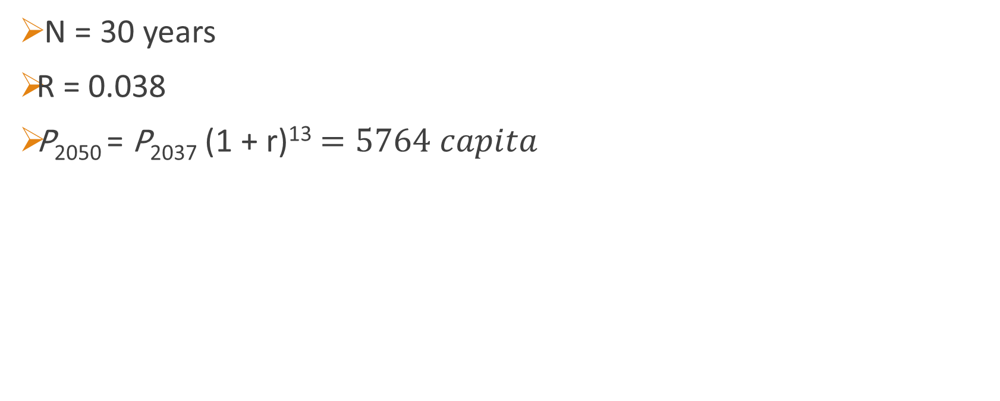 ➢N = 30 years
➢R = 0.038
➢P₂₀₅₀ = P₂₀₃₇ (1 + r)¹³ = 5764 capita